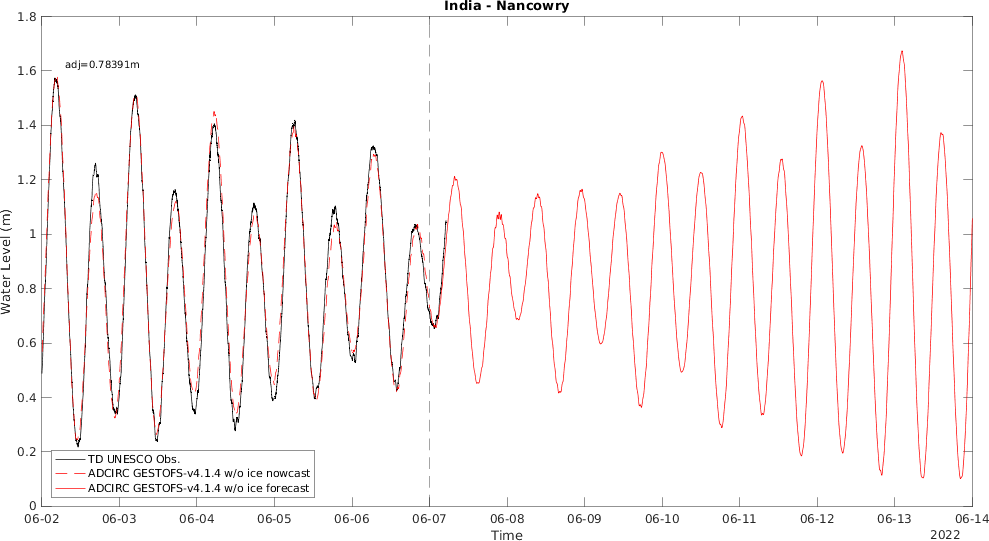 India - Nancowry
1.8
1.6
1.4
1.2
1
0.8
0.6
0.4
0.2
0
Water Level (m)
adj=0.78391m
TD UNESCO Obs.
ADCIRC GESTOFS-v4.1.4 w/o ice nowcast
ADCIRC GESTOFS-v4.1.4 w/o ice forecast
06-02 06-03 06-04 06-05 06-06 06-07 06-08 06-09 06-10 06-11 06-12 06-13 06-14
Time
2022